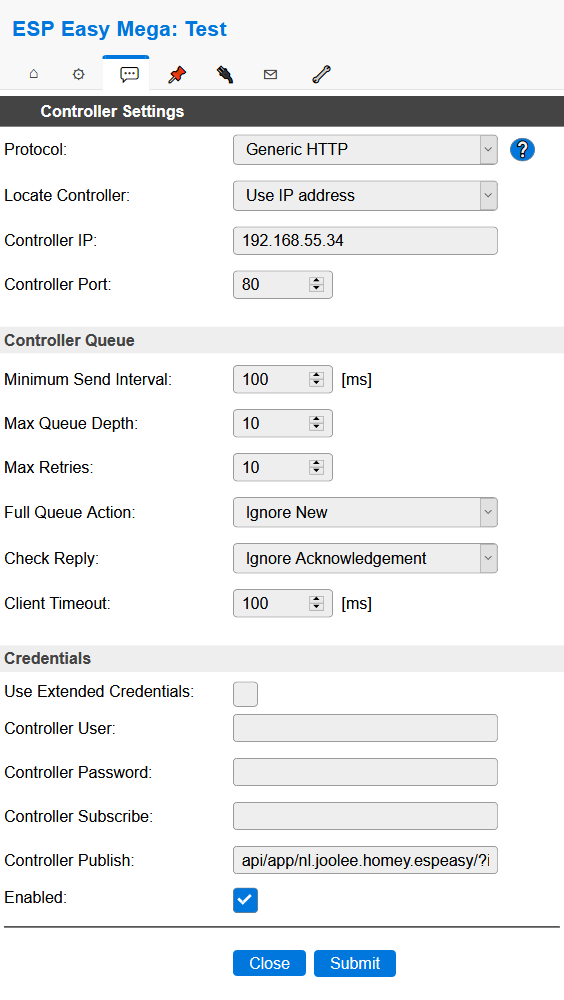 ESP Easy Mega: Test
Controller Settings
Protocol: Generic HTTP ?
Locate Controller: Use IP address
Controller IP: 192.168.55.34
Controller Port: 80
Controller Queue
Minimum Send Interval: 100 [ms]
Max Queue Depth: 10
Max Retries: 10
Full Queue Action: Ignore New
Check Reply: Ignore Acknowledgement
Client Timeout: 100 [ms]
Credentials
Use Extended Credentials:
Controller User:
Controller Password:
Controller Subscribe:
Controller Publish: api/app/nl.joolee.homey.espeasy/?i
Enabled:
Close Submit